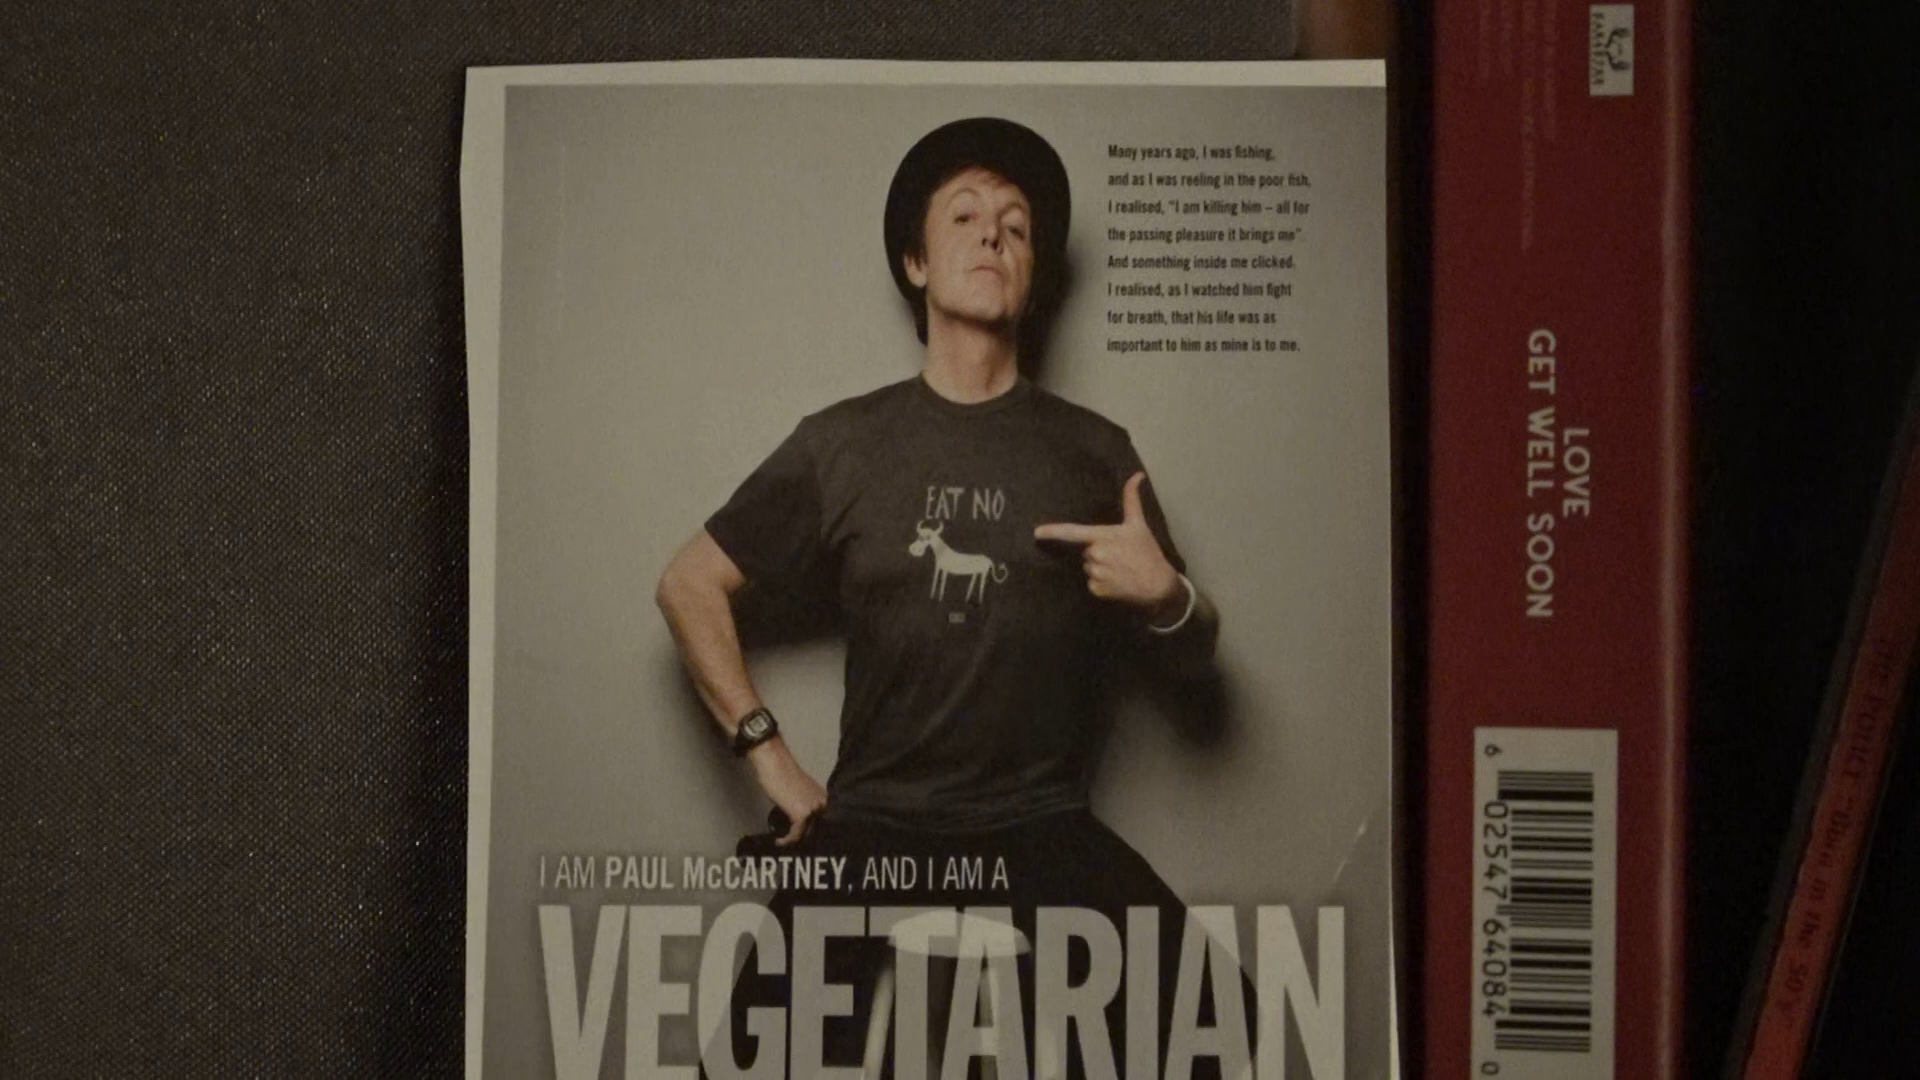 Many years ago, I was fishing,
and as I was reeling in the poor fish,
I realised, "I am killing him – all for
the passing pleasure it brings me".
And something inside me clicked.
I realised, as I watched him fight
for breath, that his life was as
important to him as mine is to me.
EAT NO
I AM PAUL McCARTNEY, AND I AM A
VEGETARIAN
LOVE
GET WELL SOON
6 02547 64084 0